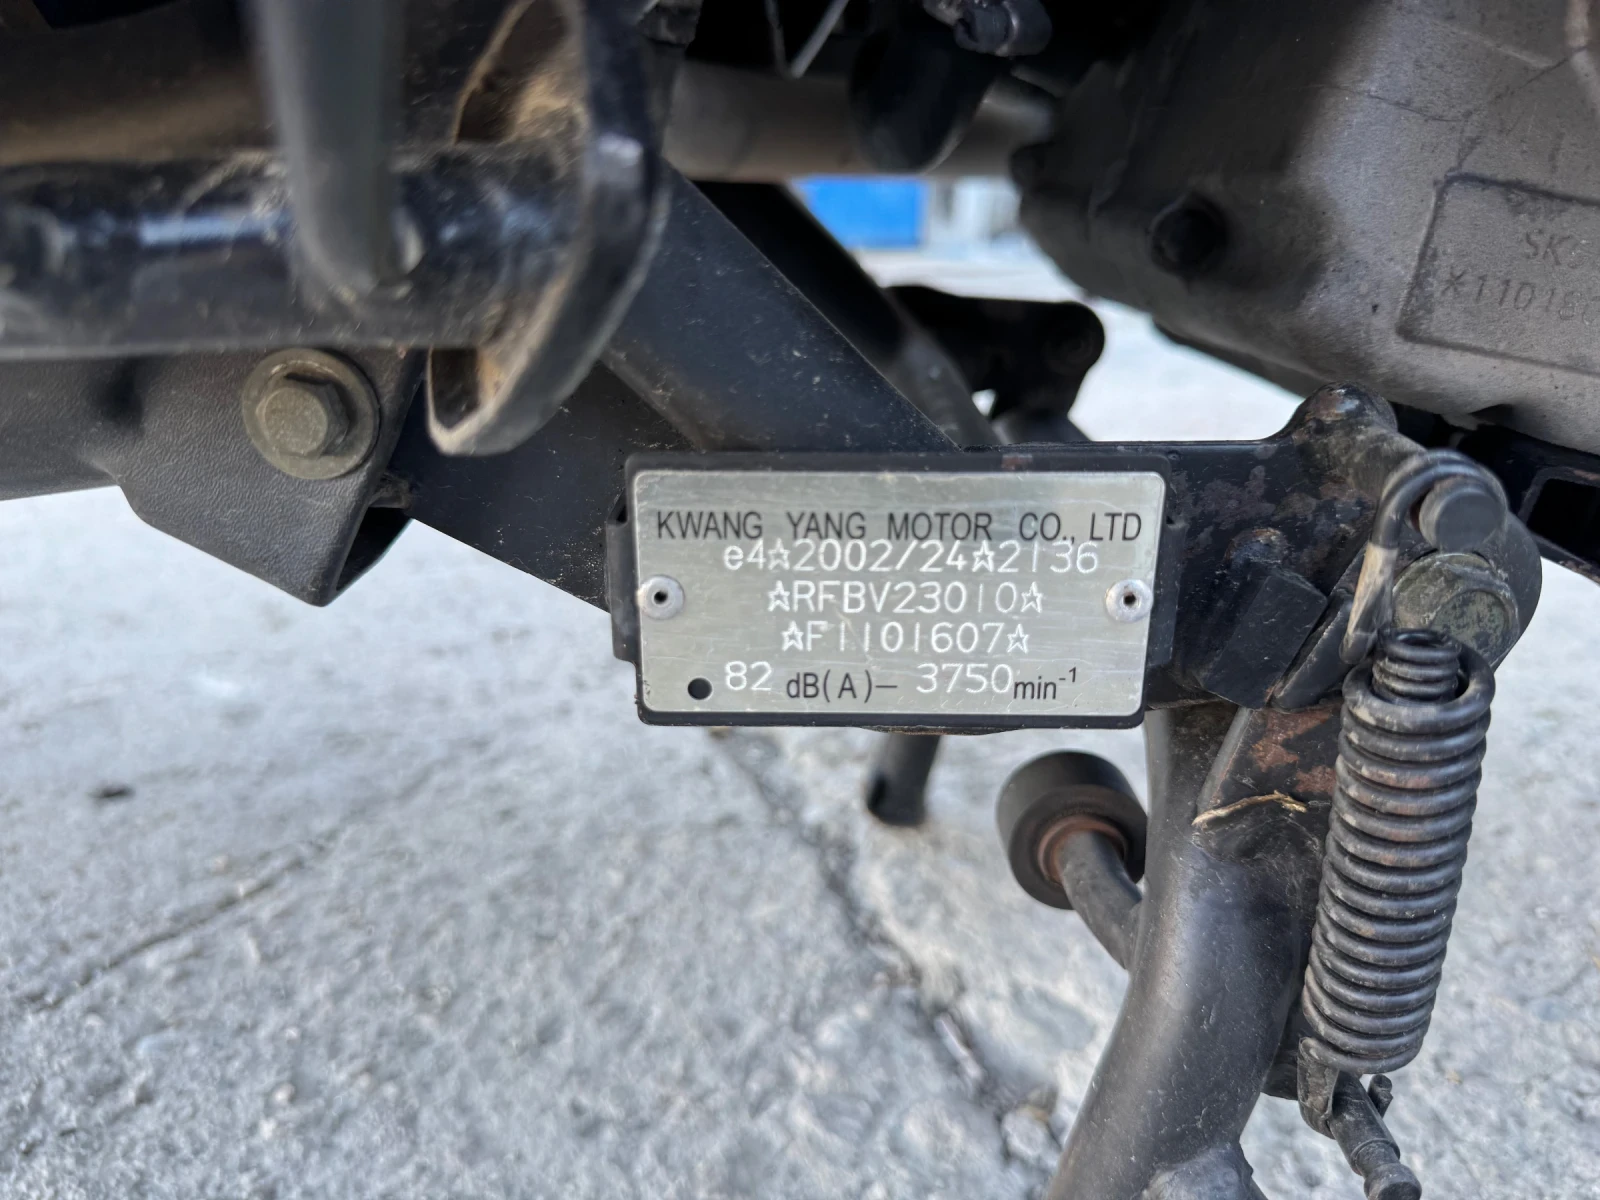 KWANG YANG MOTOR CO., LTD
e4☆2002/24☆2136
☆RFBV23010☆
☆F1101607☆
82 dB(A)— 3750min⁻¹